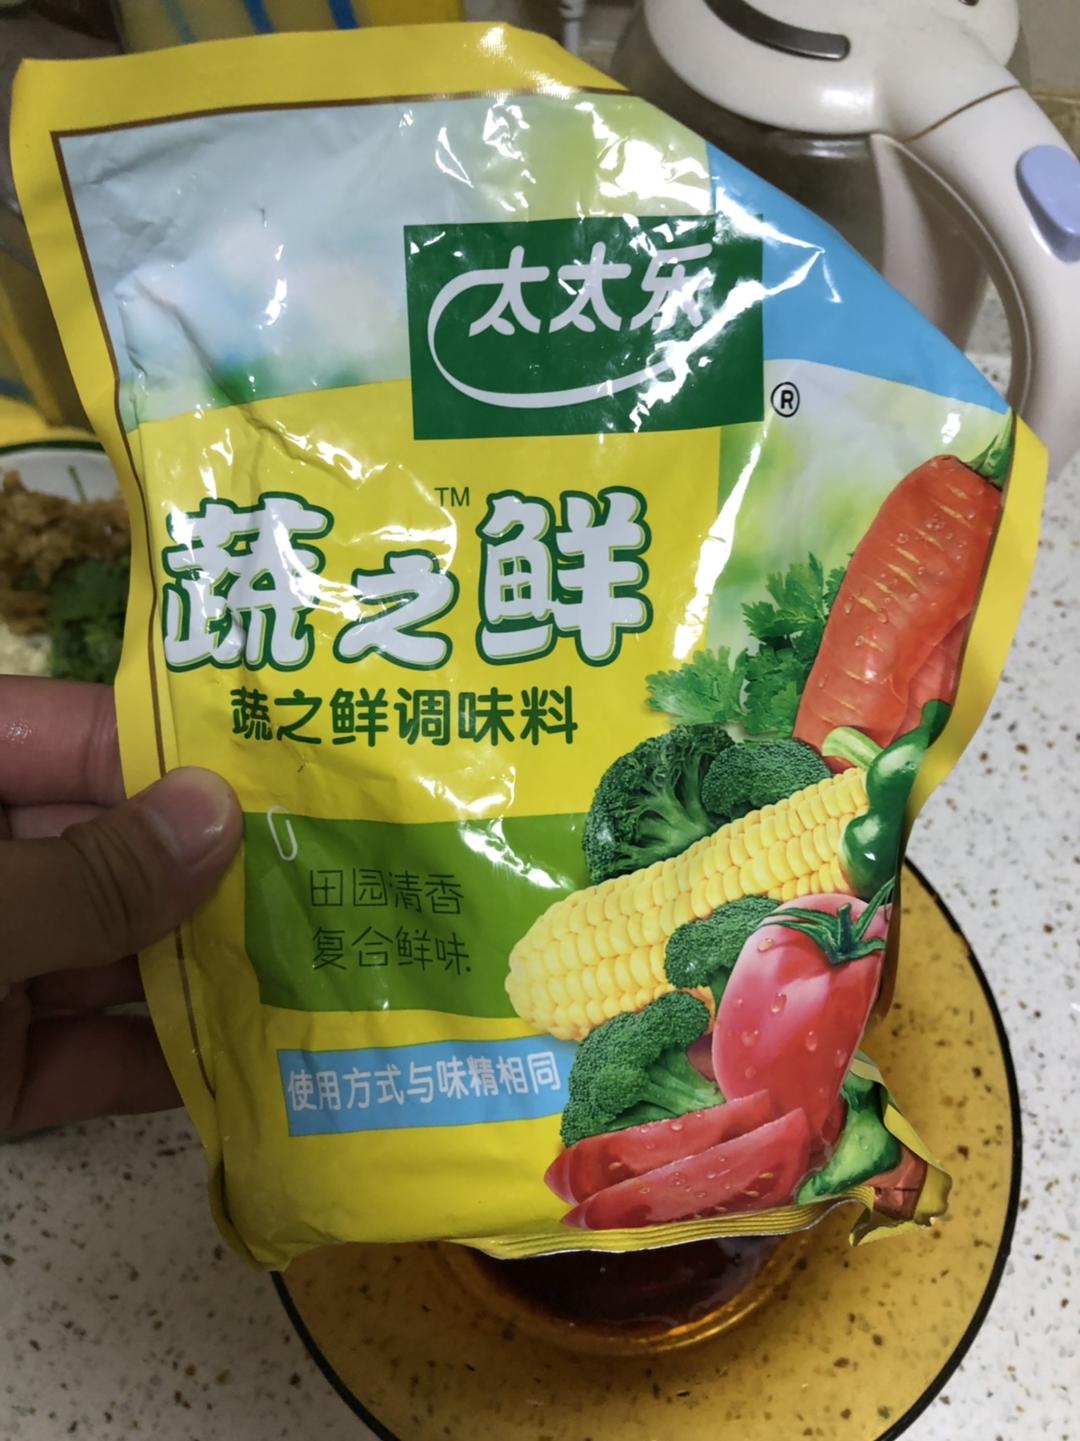 太太乐
®
TM
蔬之鲜
蔬之鲜调味料
田园清香
复合鲜味
使用方式与味精相同